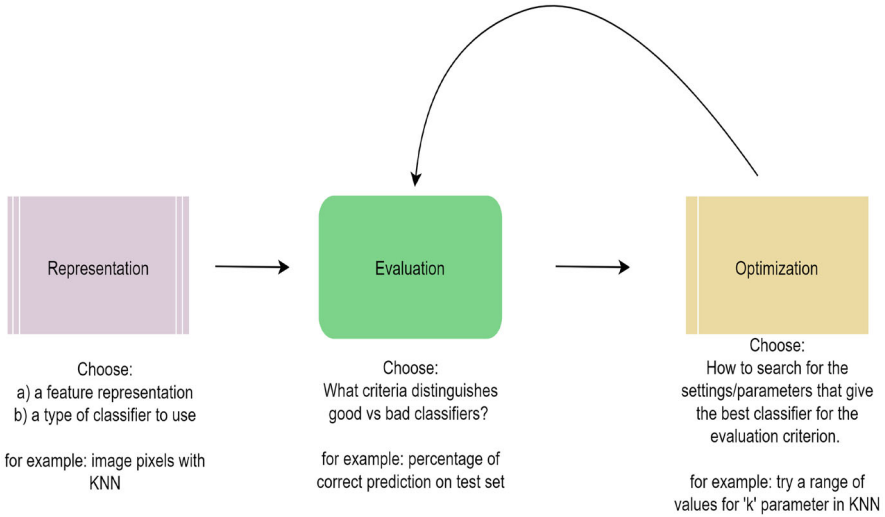 Representation
Choose:
a) a feature representation
b) a type of classifier to use
for example: image pixels with
KNN
Evaluation
Choose:
What criteria distinguishes
good vs bad classifiers?
for example: percentage of
correct prediction on test set
Optimization
Choose:
How to search for the
settings/parameters that give
the best classifier for the
evaluation criterion.
for example: try a range of
values for 'k' parameter in KNN